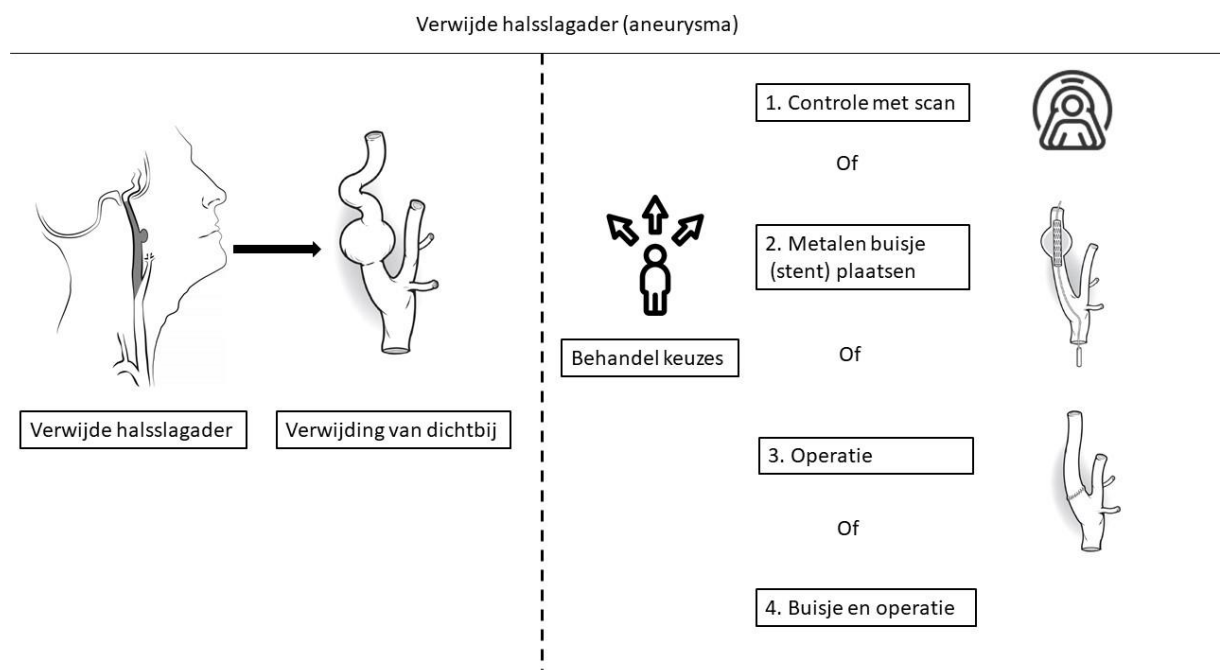 Verwijde halsslagader (aneurysma)
Verwijde halsslagader
Verwijding van dichtbij
Behandel keuzes
1. Controle met scan
Of
2. Metalen buisje
(stent) plaatsen
Of
3. Operatie
Of
4. Buisje en operatie